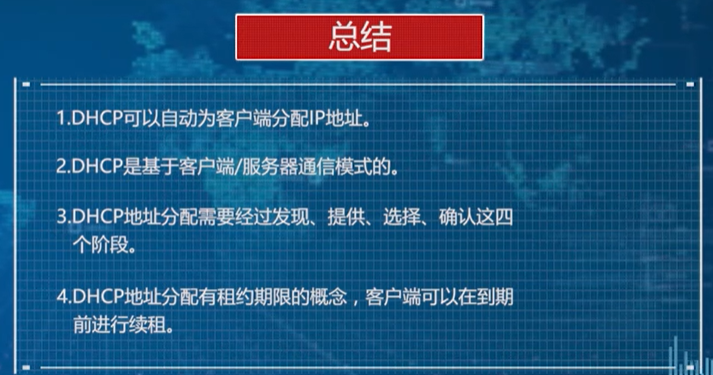 总结
1.DHCP可以自动为客户端分配IP地址。
2.DHCP是基于客户端/服务器通信模式的。
3.DHCP地址分配需要经过发现、提供、选择、确认这四
个阶段。
4.DHCP地址分配有租约期限的概念，客户端可以在到期
前进行续租。